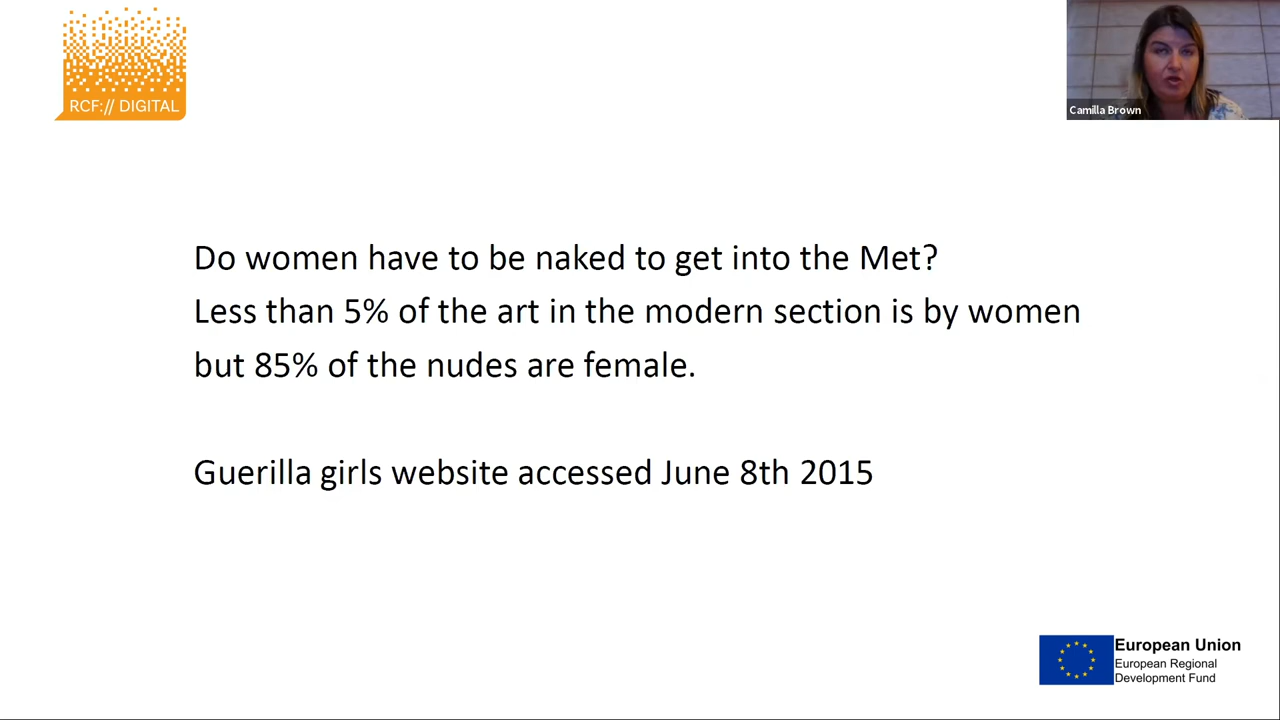 RCF:// DIGITAL
Camilla Brown
Do women have to be naked to get into the Met?
Less than 5% of the art in the modern section is by women
but 85% of the nudes are female.
Guerilla girls website accessed June 8th 2015
European Union
European Regional
Development Fund